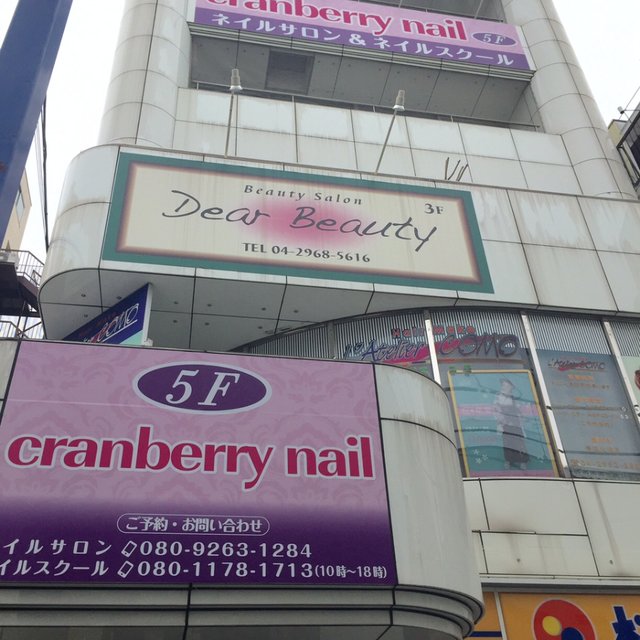 cranberry nail
5F
ネイルサロン＆ネイルスクール
Beauty Salon
3F
Dear Beauty
TEL 04-2968-5616
Atelier COMO
5F
cranberry nail
ご予約・お問い合わせ
イルサロン 080-9263-1284
イルスクール 080-1178-1713(10時～18時)